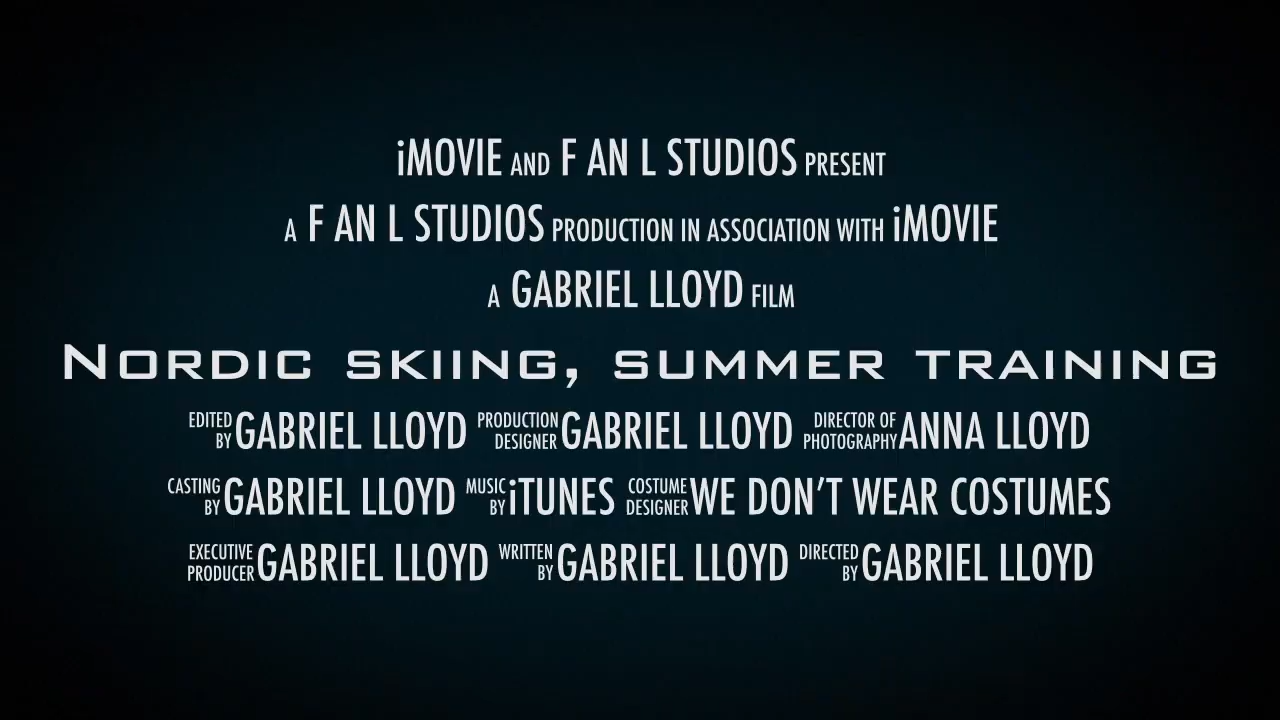 iMOVIE AND F AN L STUDIOS PRESENT
A F AN L STUDIOS PRODUCTION IN ASSOCIATION WITH iMOVIE
A GABRIEL LLOYD FILM
NORDIC SKIING, SUMMER TRAINING
EDITED BY GABRIEL LLOYD PRODUCTION DESIGNER GABRIEL LLOYD DIRECTOR OF PHOTOGRAPHY ANNA LLOYD
CASTING BY GABRIEL LLOYD MUSIC BY iTUNES COSTUME DESIGNER WE DON'T WEAR COSTUMES
EXECUTIVE PRODUCER GABRIEL LLOYD WRITTEN BY GABRIEL LLOYD DIRECTED BY GABRIEL LLOYD